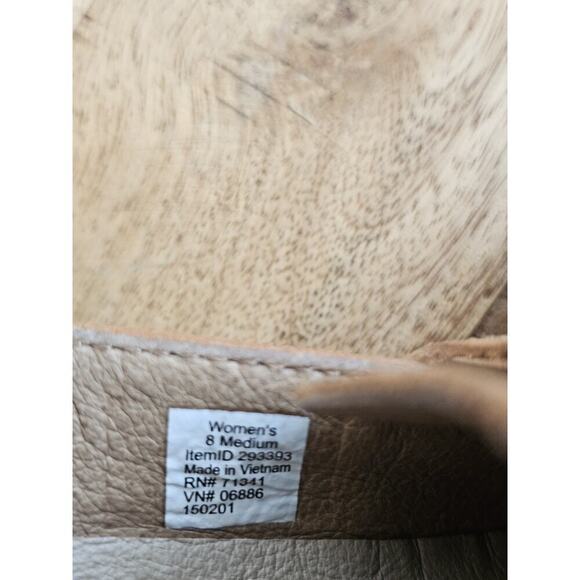 Women's
8 Medium
ItemID 293393
Made in Vietnam
RN# 71341
VN# 06886
150201